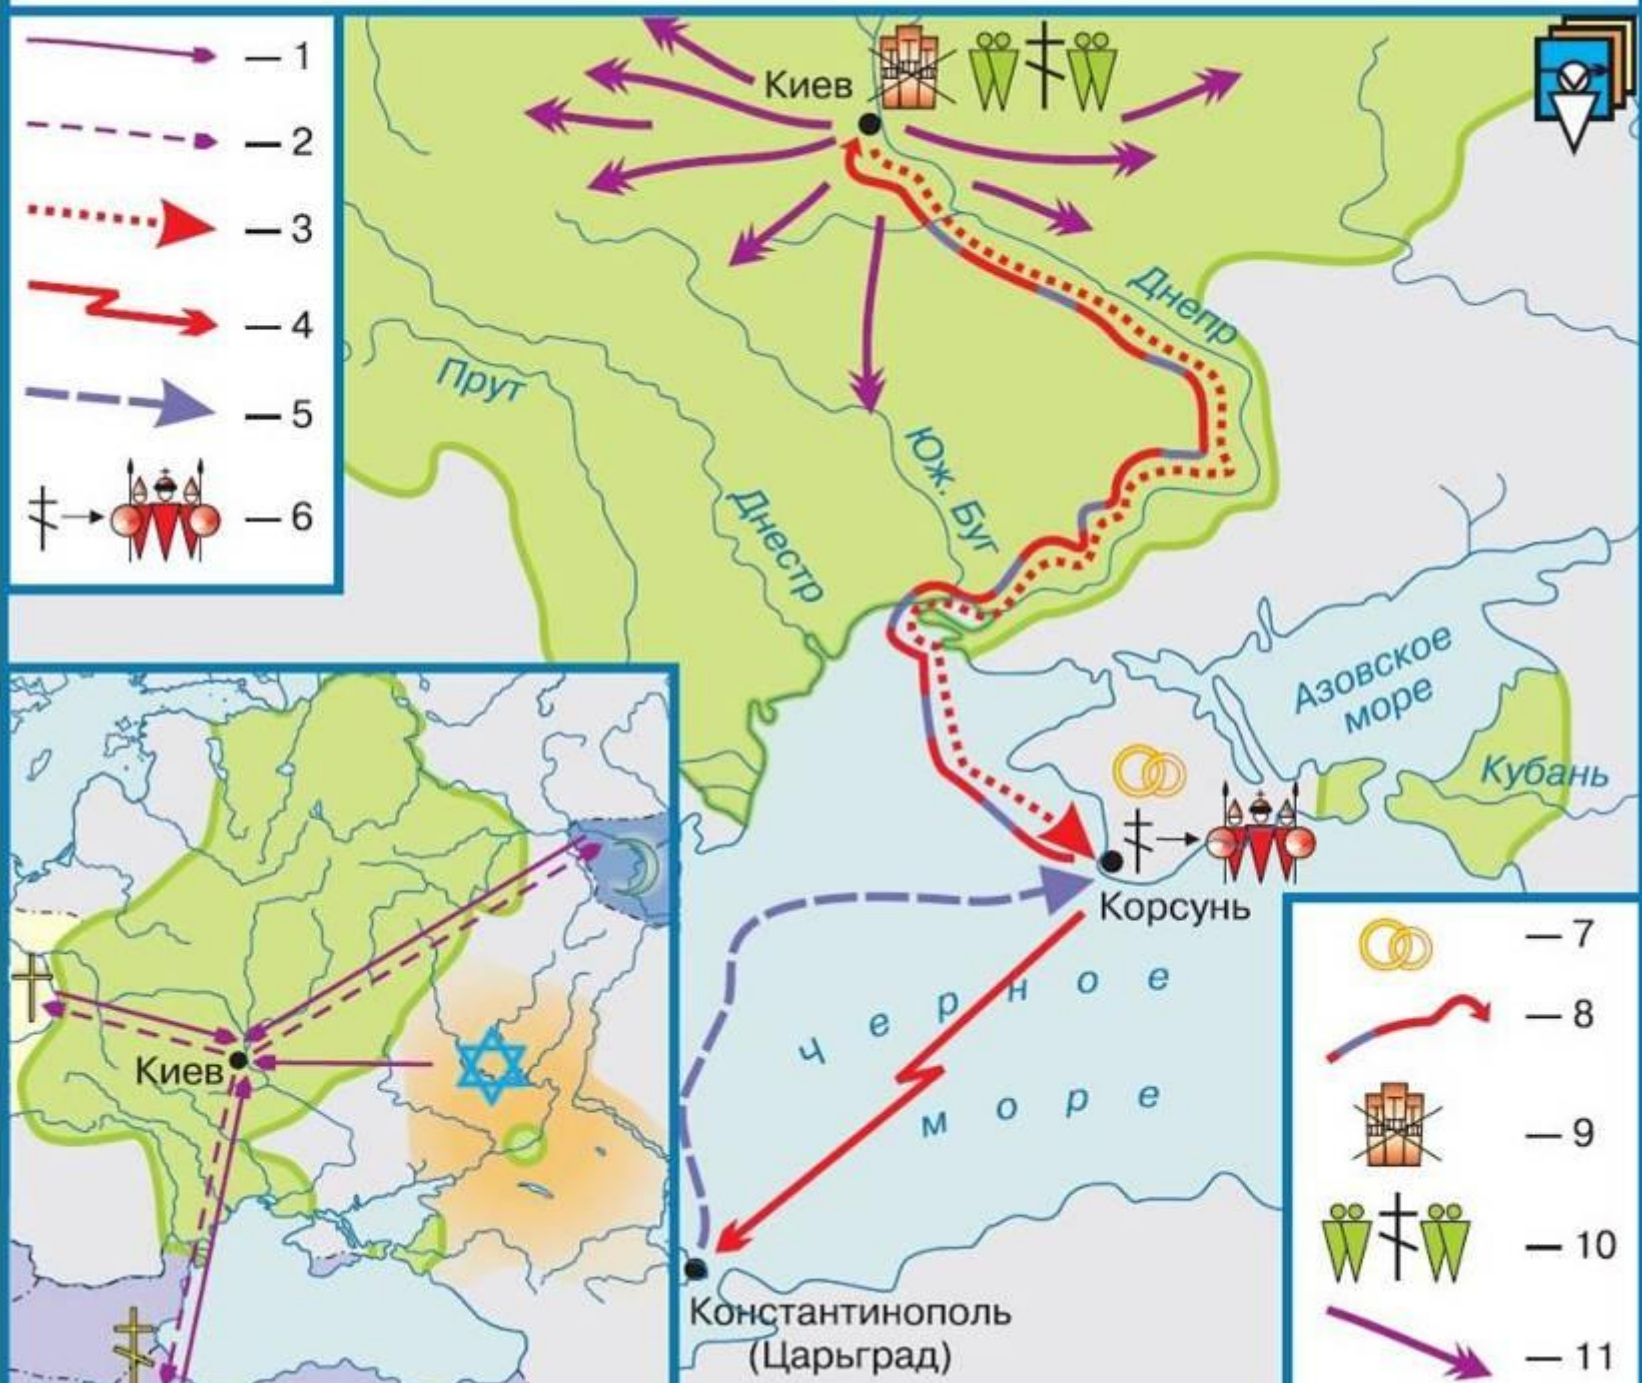 — 1
— 2
— 3
— 4
— 5
— 6
Киев
Днепр
Прут
Юж. Буг
Днестр
Азовское
море
Кубань
Корсунь
Черное
море
Константинополь
(Царьград)
Киев
— 7
— 8
— 9
— 10
— 11